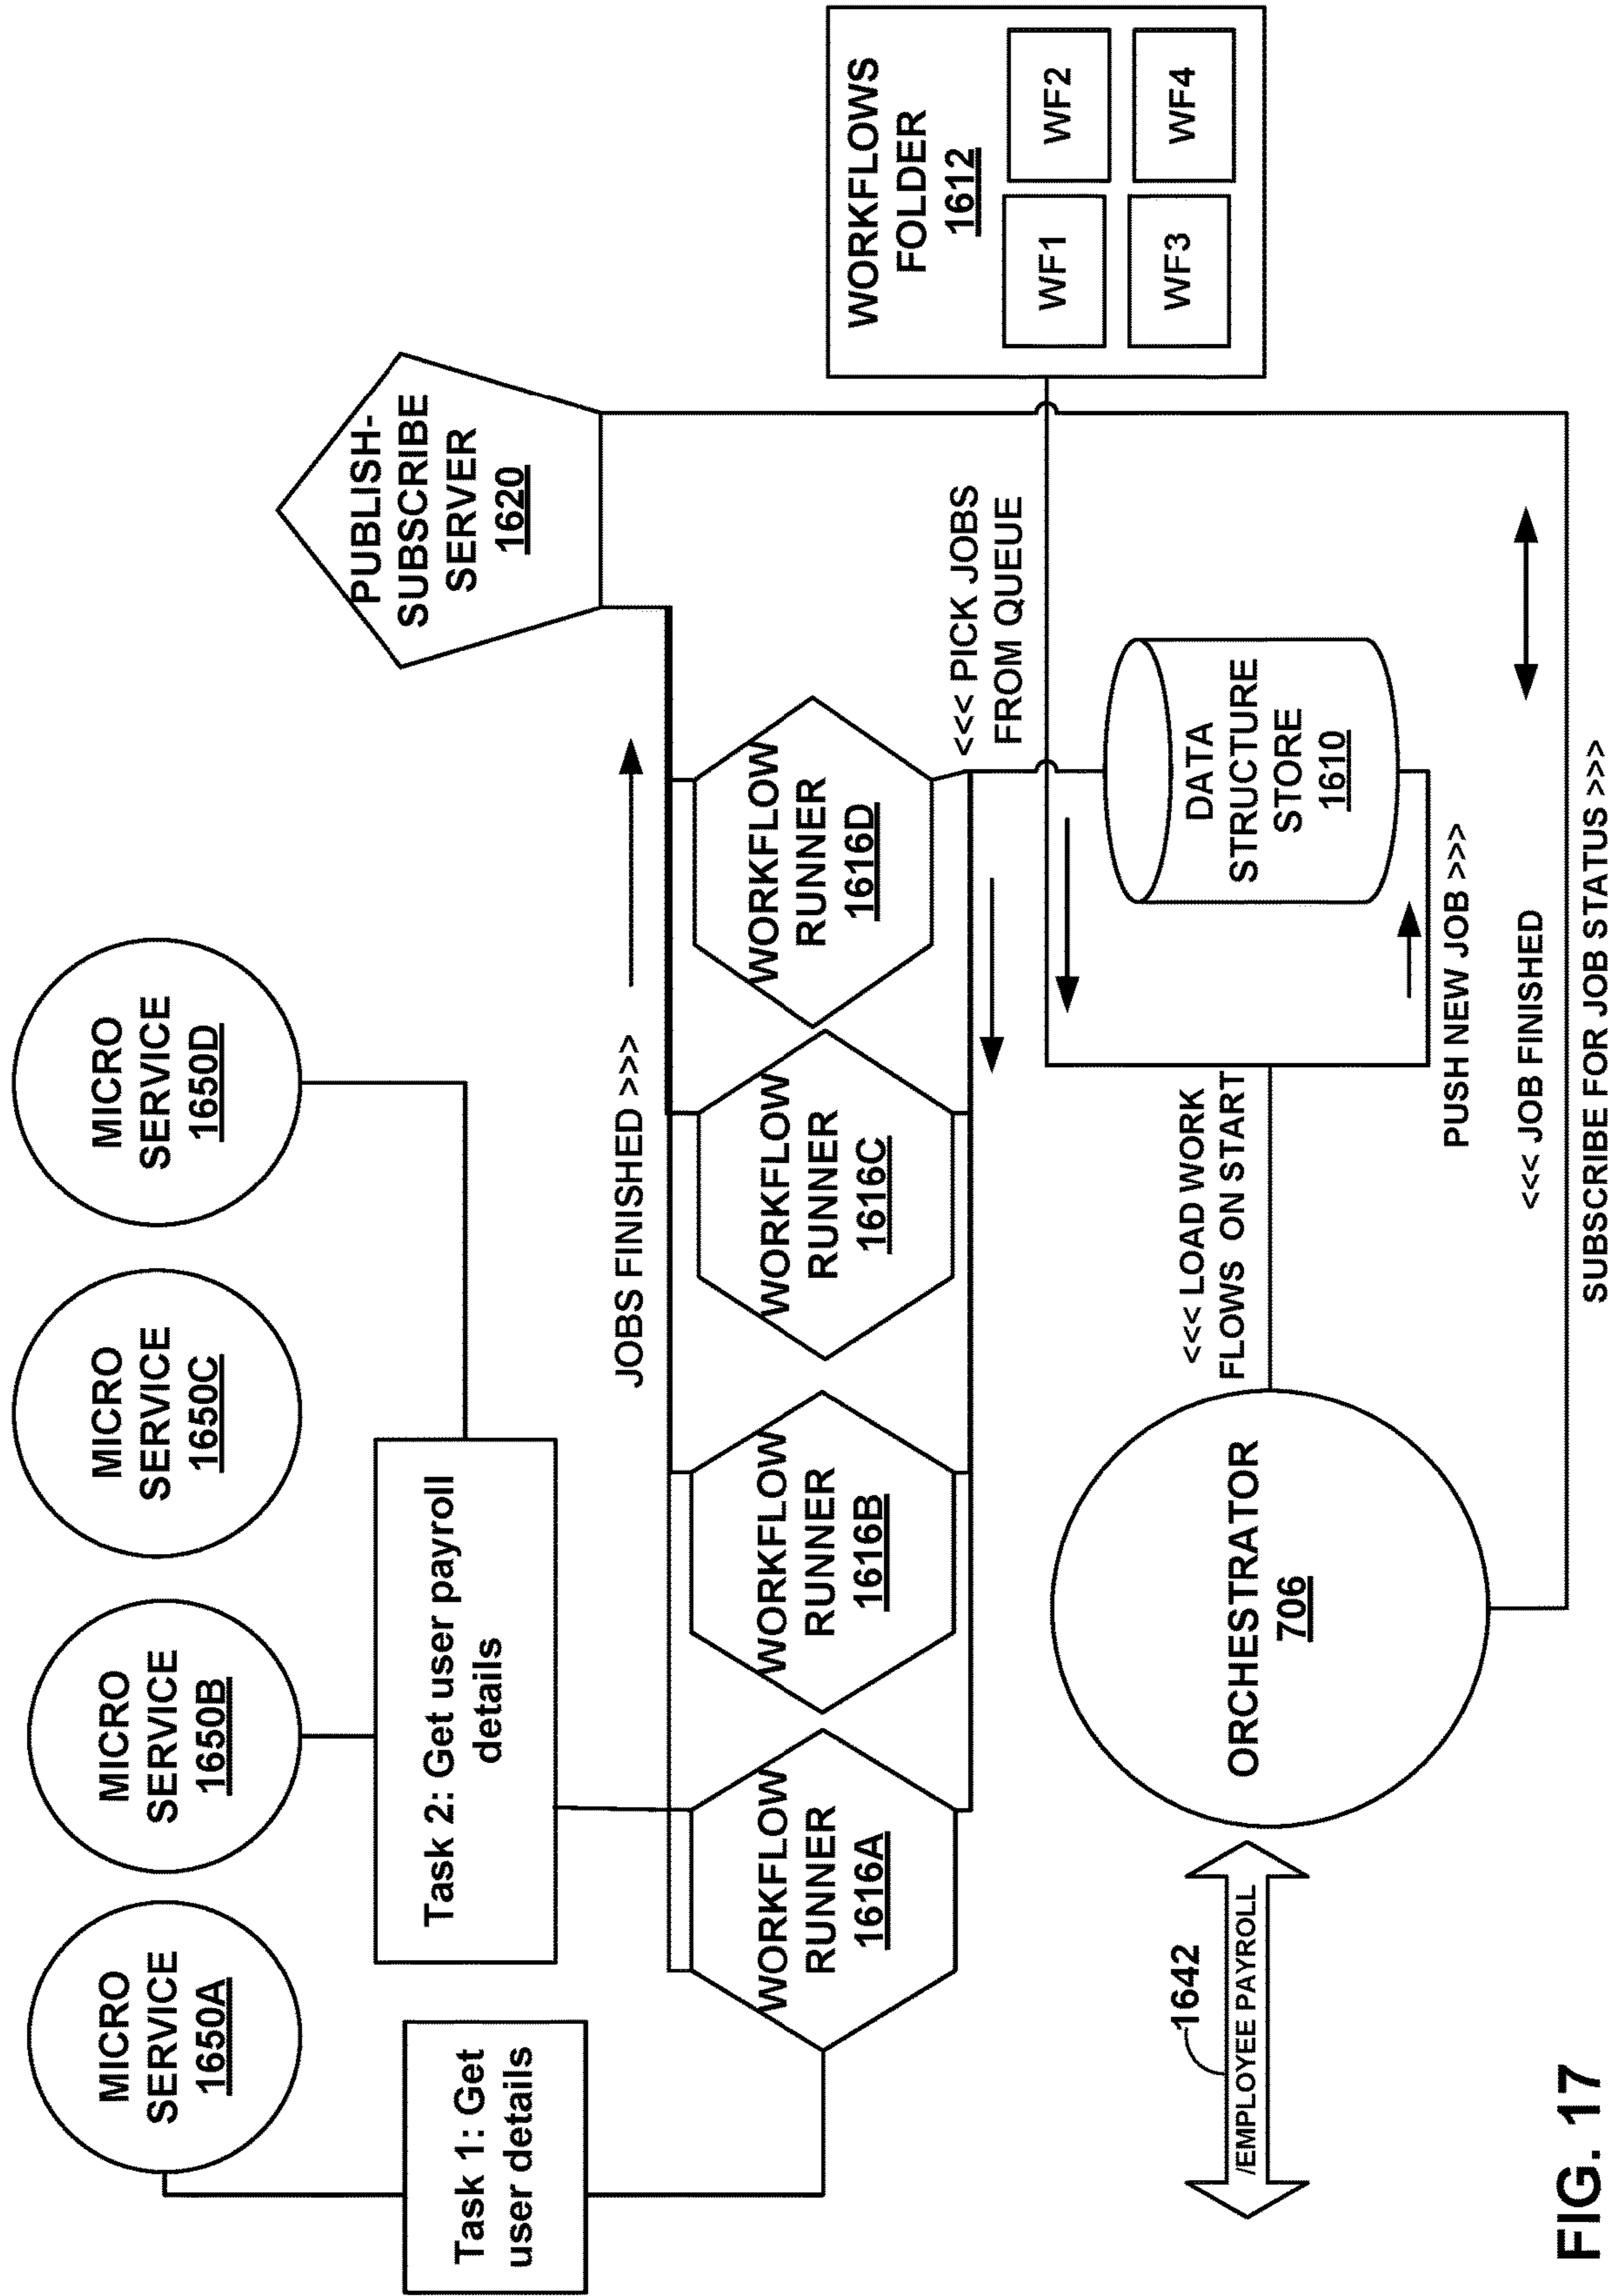 MICRO
SERVICE
1650A
MICRO
SERVICE
1650B
MICRO
SERVICE
1650C
MICRO
SERVICE
1650D
Task 1: Get
user details
Task 2: Get user payroll
details
JOBS FINISHED >>>
PUBLISH-
SUBSCRIBE
SERVER
1620
WORKFLOW
RUNNER
1616A
WORKFLOW
RUNNER
1616B
WORKFLOW
RUNNER
1616C
WORKFLOW
RUNNER
1616D
<<< PICK JOBS
FROM QUEUE
WORKFLOWS
FOLDER
1612
WF1
WF2
WF3
WF4
1642
/EMPLOYEE PAYROLL
ORCHESTRATOR
706
<<< LOAD WORK
FLOWS ON START
DATA
STRUCTURE
STORE
1610
PUSH NEW JOB >>>
<<< JOB FINISHED
SUBSCRIBE FOR JOB STATUS >>>
FIG. 17